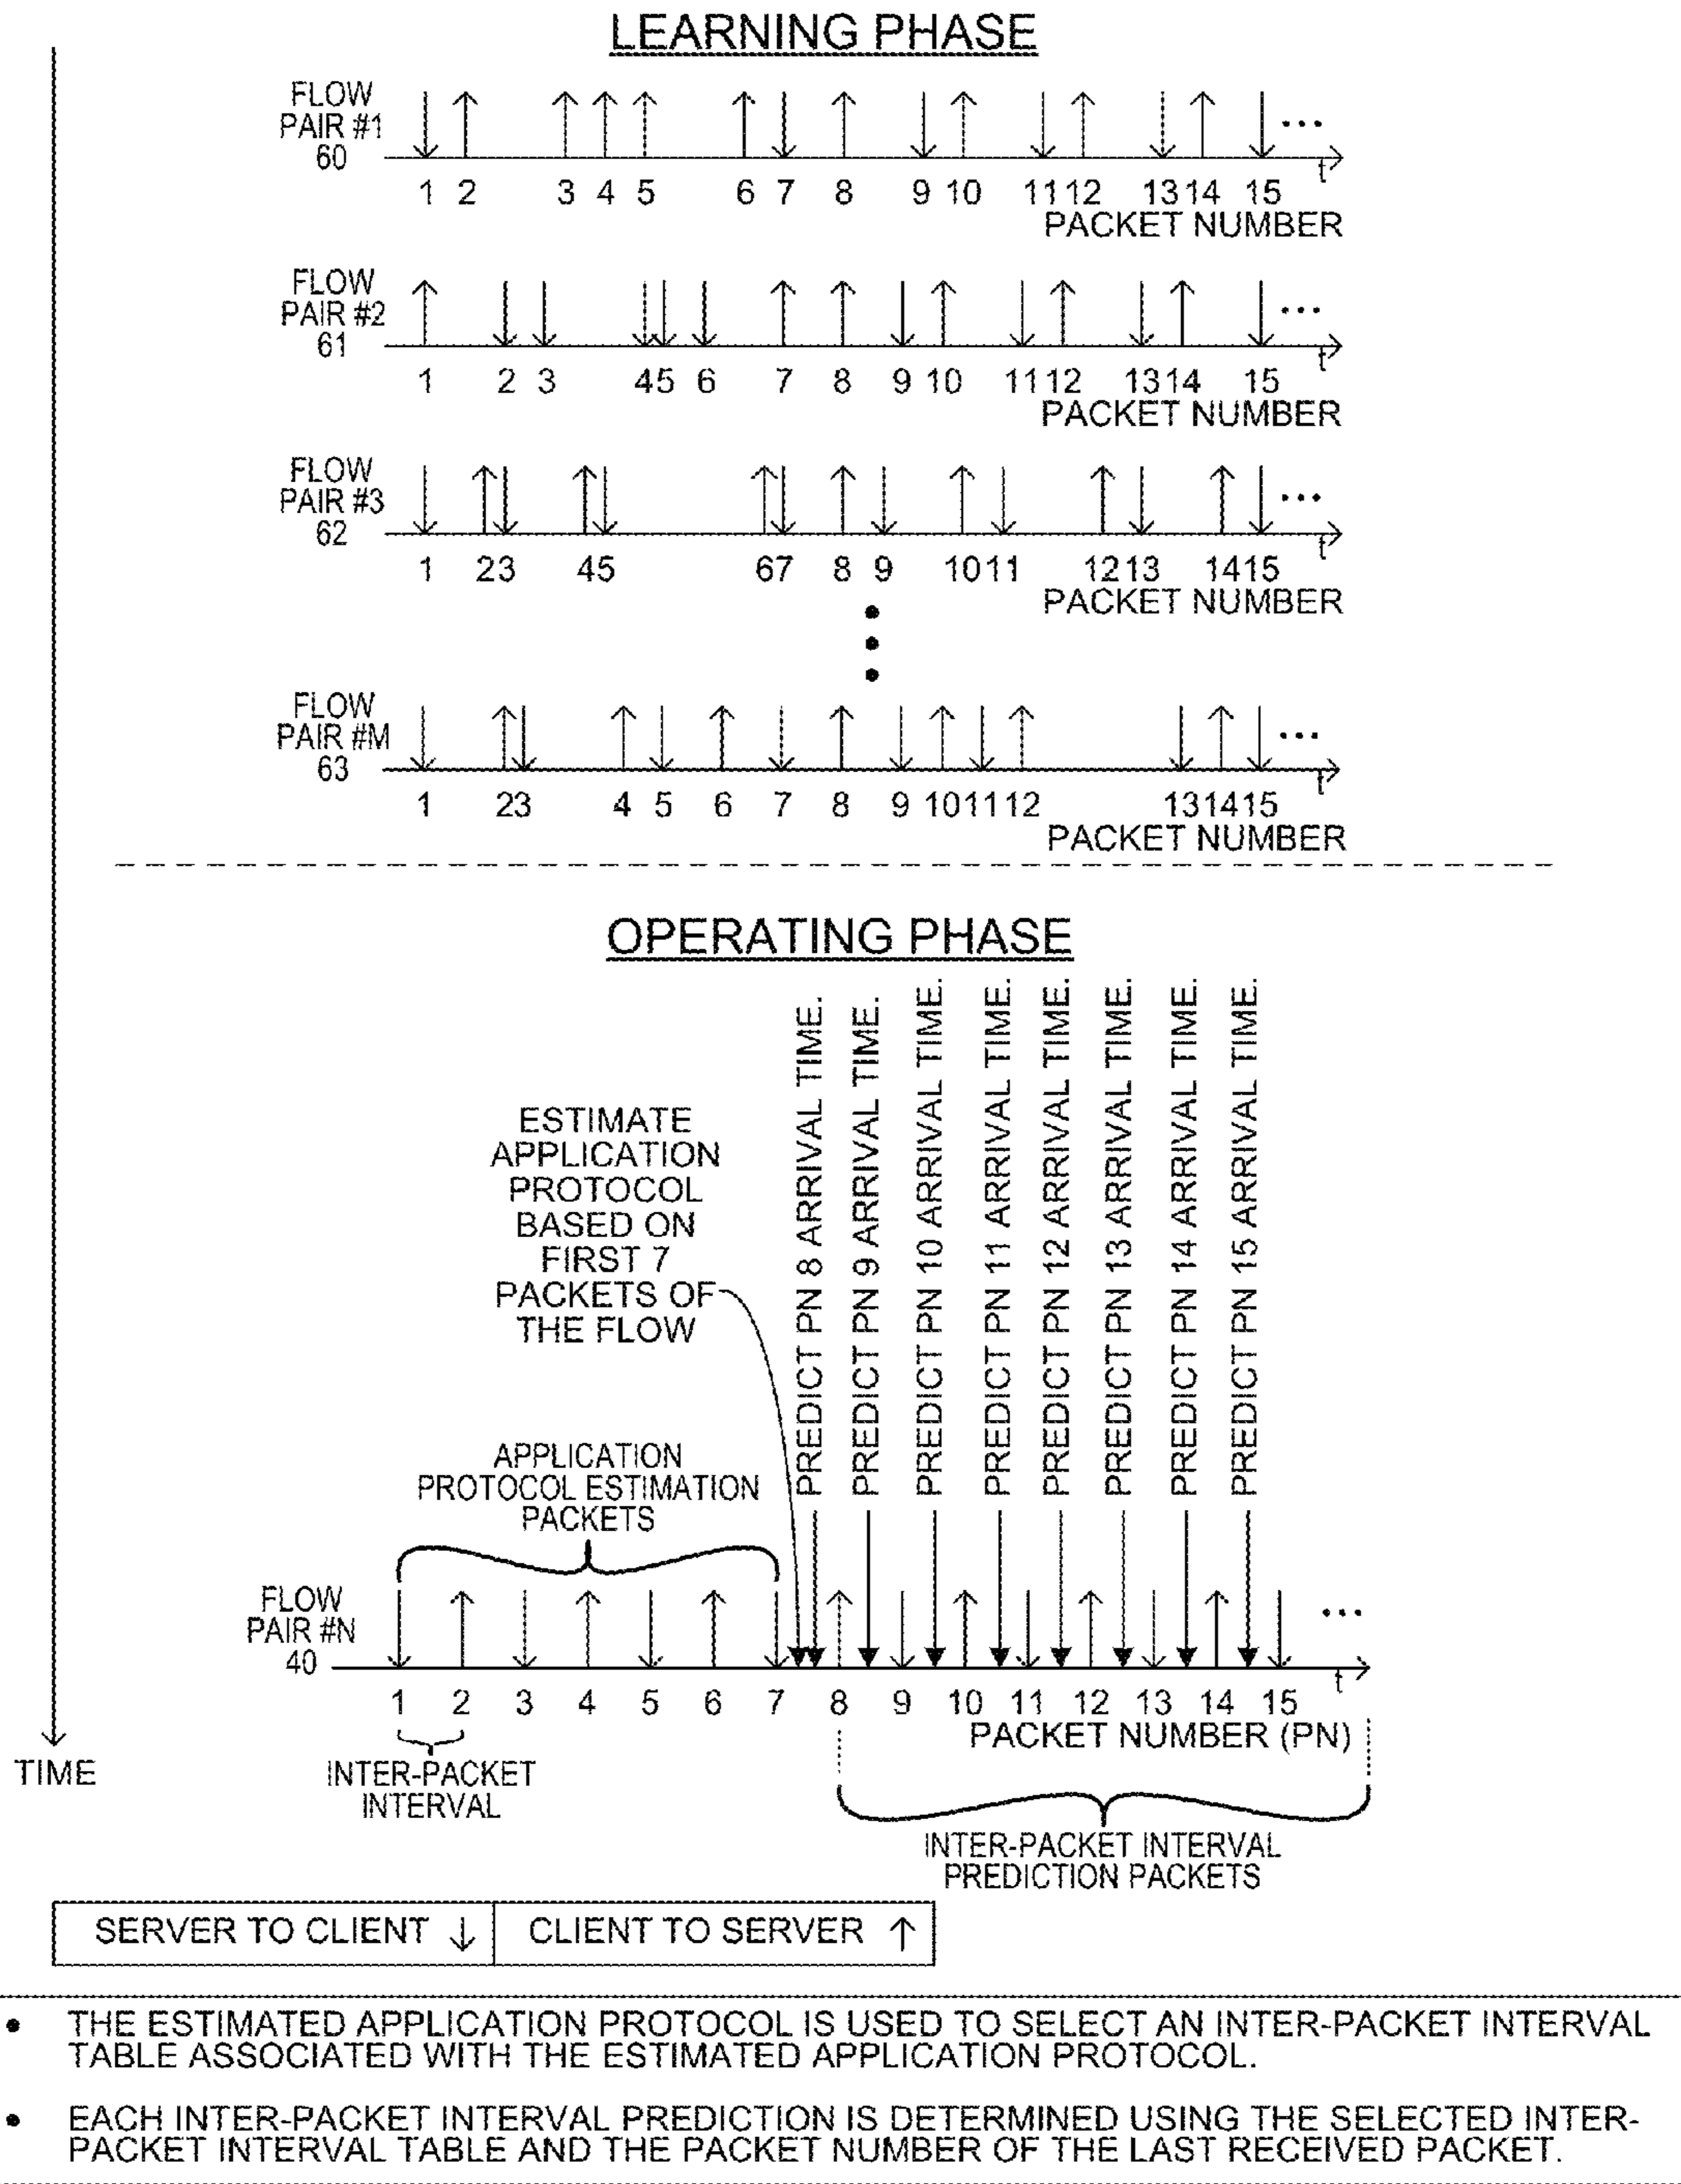 LEARNING PHASE
FLOW
PAIR #1
60
t
1 2 3 4 5 6 7 8 9 10 11 12 13 14 15
PACKET NUMBER
FLOW
PAIR #2
61
t
1 2 3 4 5 6 7 8 9 10 11 12 13 14 15
PACKET NUMBER
FLOW
PAIR #3
62
t
1 2 3 4 5 6 7 8 9 10 11 12 13 14 15
PACKET NUMBER
FLOW
PAIR #M
63
t
1 2 3 4 5 6 7 8 9 10 11 12 13 14 15
PACKET NUMBER
OPERATING PHASE
ESTIMATE
APPLICATION
PROTOCOL
BASED ON
FIRST 7
PACKETS OF
THE FLOW
PREDICT PN 8 ARRIVAL TIME.
PREDICT PN 9 ARRIVAL TIME.
PREDICT PN 10 ARRIVAL TIME.
PREDICT PN 11 ARRIVAL TIME.
PREDICT PN 12 ARRIVAL TIME.
PREDICT PN 13 ARRIVAL TIME.
PREDICT PN 14 ARRIVAL TIME.
PREDICT PN 15 ARRIVAL TIME.
APPLICATION
PROTOCOL ESTIMATION
PACKETS
FLOW
PAIR #N
40
t
1 2 3 4 5 6 7 8 9 10 11 12 13 14 15
PACKET NUMBER (PN)
TIME
INTER-PACKET
INTERVAL
INTER-PACKET INTERVAL
PREDICTION PACKETS
SERVER TO CLIENT ↓ CLIENT TO SERVER ↑
• THE ESTIMATED APPLICATION PROTOCOL IS USED TO SELECT AN INTER-PACKET INTERVAL
TABLE ASSOCIATED WITH THE ESTIMATED APPLICATION PROTOCOL.
• EACH INTER-PACKET INTERVAL PREDICTION IS DETERMINED USING THE SELECTED INTER-
PACKET INTERVAL TABLE AND THE PACKET NUMBER OF THE LAST RECEIVED PACKET.